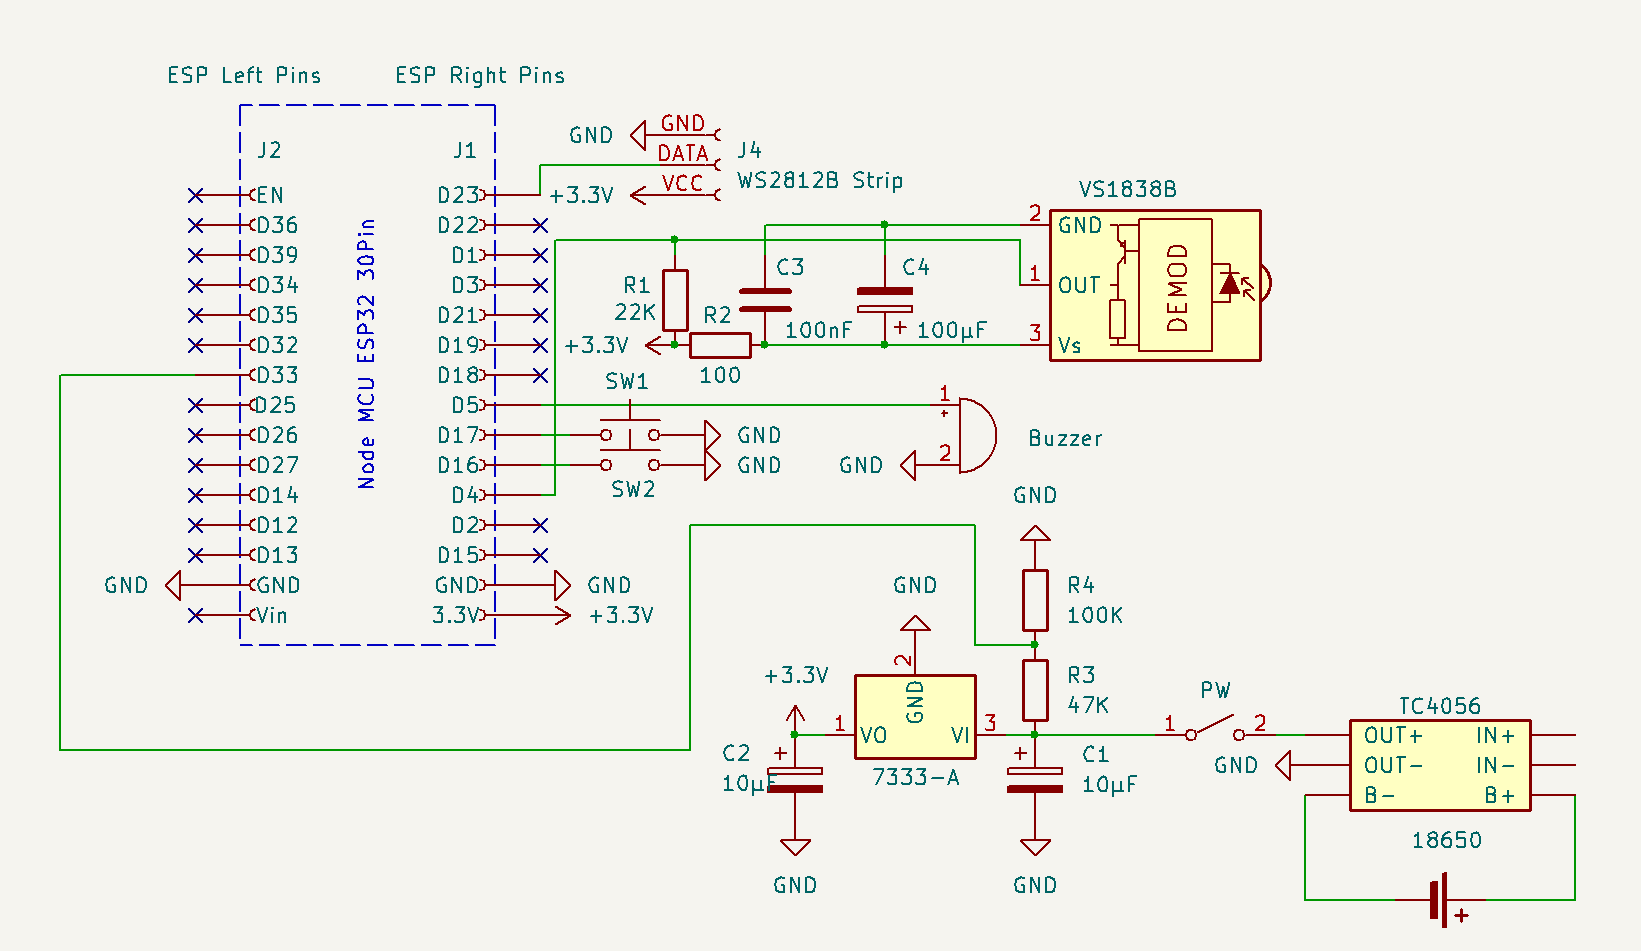 ESP Left Pins
ESP Right Pins
J2
J1
EN
D36
D39
D34
D35
D32
D33
D25
D26
D27
D14
D12
D13
GND
Vin
GND
Node MCU ESP32 30Pin
D23
D22
D1
D3
D21
D19
D18
D5
D17
D16
D4
D2
D15
GND
3.3V
GND
+3.3V
GND
GND
DATA
VCC
+3.3V
J4
WS2812B Strip
VS1838B
2
GND
1
OUT
3
Vs
DEMOD
R1
22K
R2
100
+3.3V
C3
100nF
C4
+
100µF
SW1
GND
GND
SW2
1
+
2
GND
Buzzer
GND
R4
100K
R3
47K
GND
2
GND
+3.3V
1
VO
VI
3
7333-A
C2
+
10µF
GND
+
C1
10µF
GND
PW
1
2
TC4056
OUT+
IN+
OUT-
IN-
B-
B+
GND
18650
+